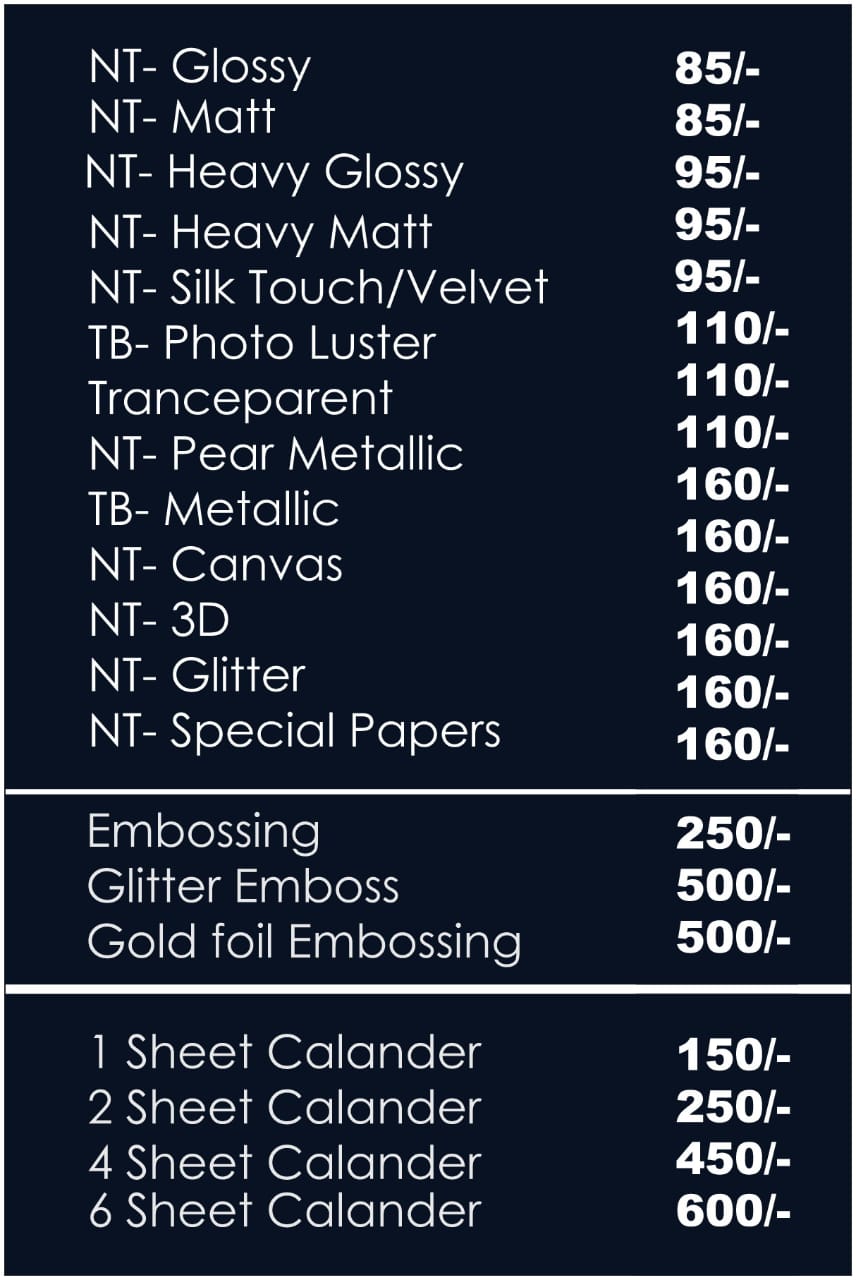 NT- Glossy 85/-
NT- Matt 85/-
NT- Heavy Glossy 95/-
NT- Heavy Matt 95/-
NT- Silk Touch/Velvet 95/-
TB- Photo Luster 110/-
Tranceparent 110/-
NT- Pear Metallic 110/-
TB- Metallic 160/-
NT- Canvas 160/-
NT- 3D 160/-
NT- Glitter 160/-
NT- Special Papers 160/-
160/-
Embossing 250/-
Glitter Emboss 500/-
Gold foil Embossing 500/-
1 Sheet Calander 150/-
2 Sheet Calander 250/-
4 Sheet Calander 450/-
6 Sheet Calander 600/-